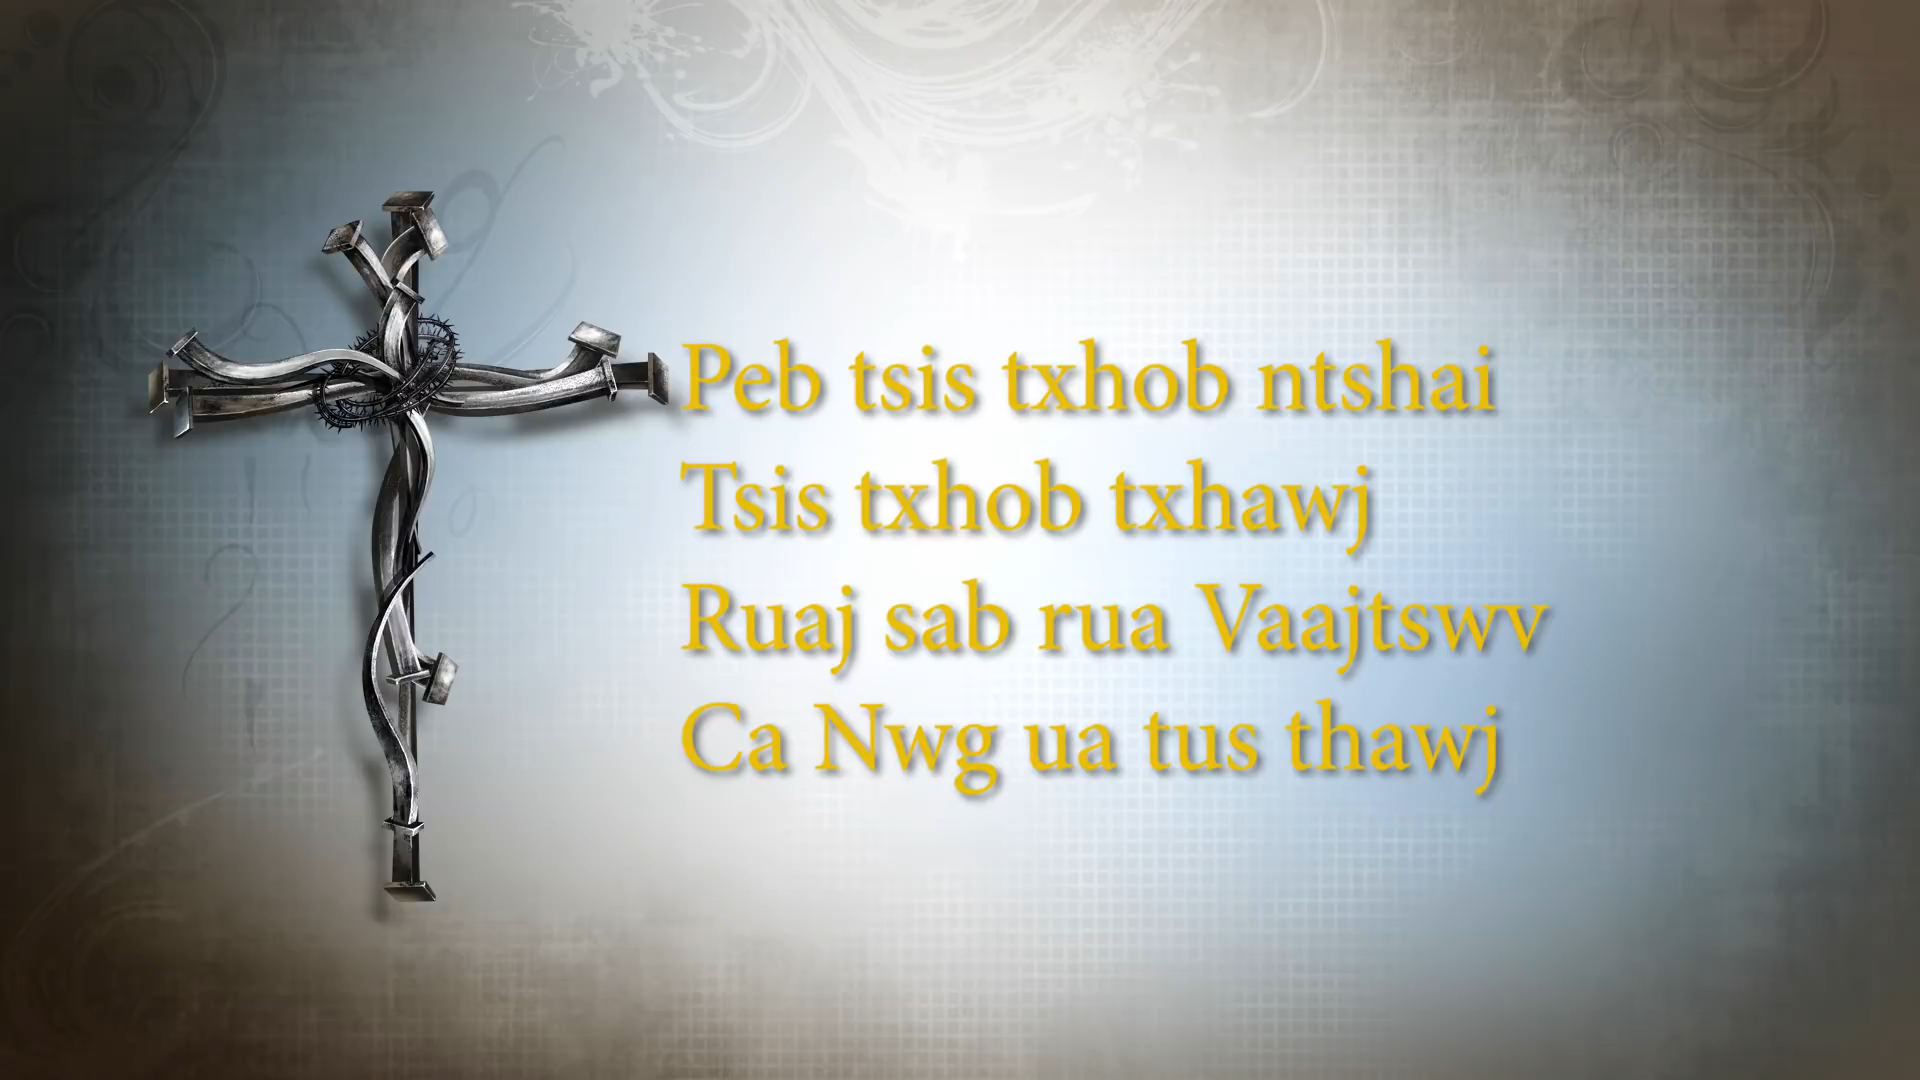 Peb tsis txhob ntshai
Tsis txhob txhawj
Ruaj sab rua Vaajtswv
Ca Nwg ua tus thawj